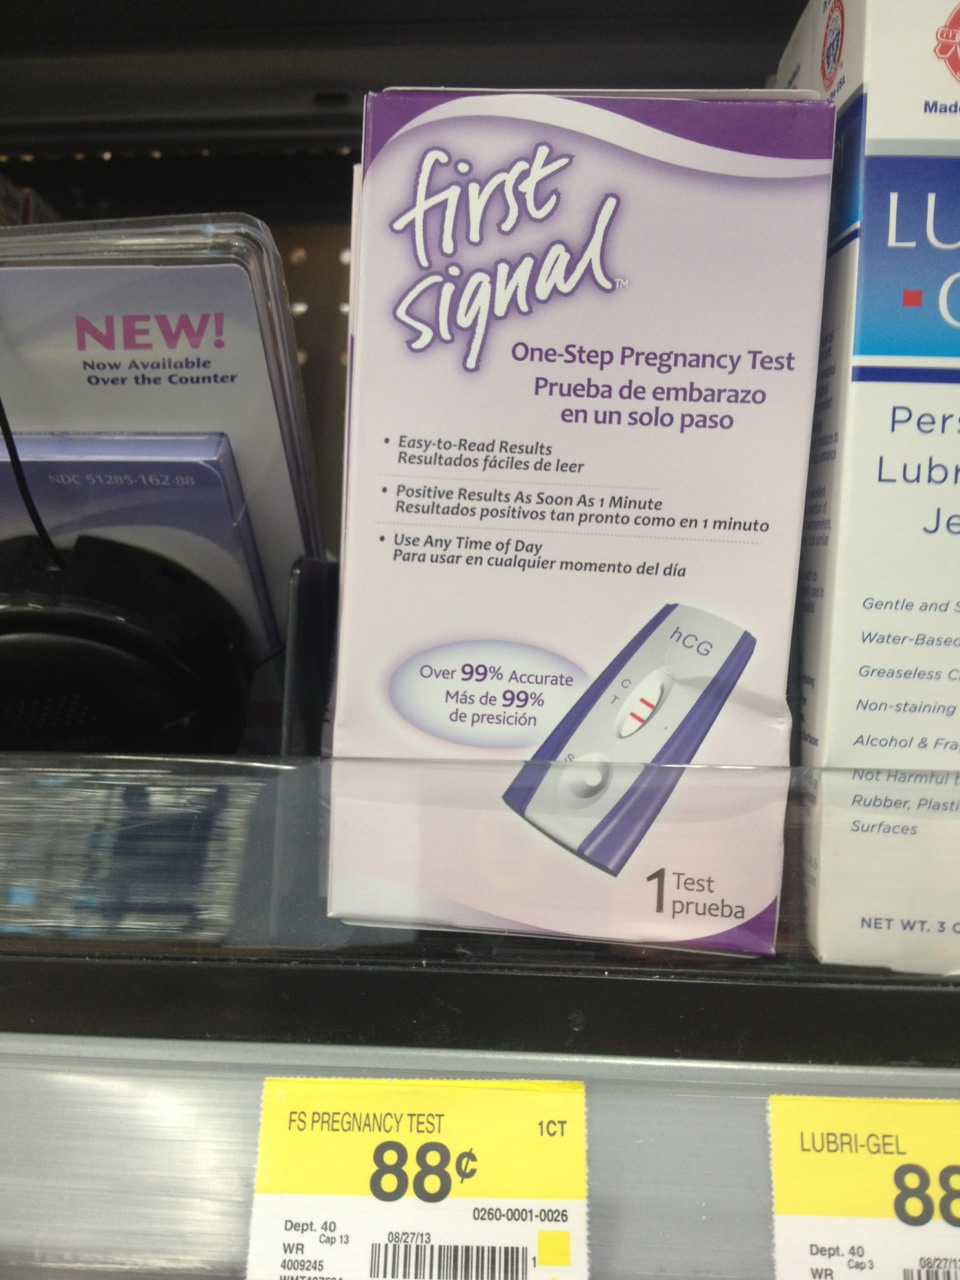 first
signal™
One-Step Pregnancy Test
Prueba de embarazo
en un solo paso
• Easy-to-Read Results
Resultados fáciles de leer
• Positive Results As Soon As 1 Minute
Resultados positivos tan pronto como en 1 minuto
• Use Any Time of Day
Para usar en cualquier momento del día
Over 99% Accurate
Más de 99%
de presición
hCG
C
T
S
1 Test
prueba
NEW!
Now Available
Over the Counter
NDC 51285-162-88
Made
LU
Pers
Lubr
Je
Gentle and S
Water-Based
Greaseless C
Non-staining
Alcohol & Fra
Not Harmful t
Rubber, Plasti
Surfaces
NET WT. 3 O
FS PREGNANCY TEST 1CT
88¢
0260-0001-0026
Dept. 40
Cap 13
WR
08/27/13
4009245
1
LUBRI-GEL
88
Dept. 40
Cap 3
WR
08/27/1